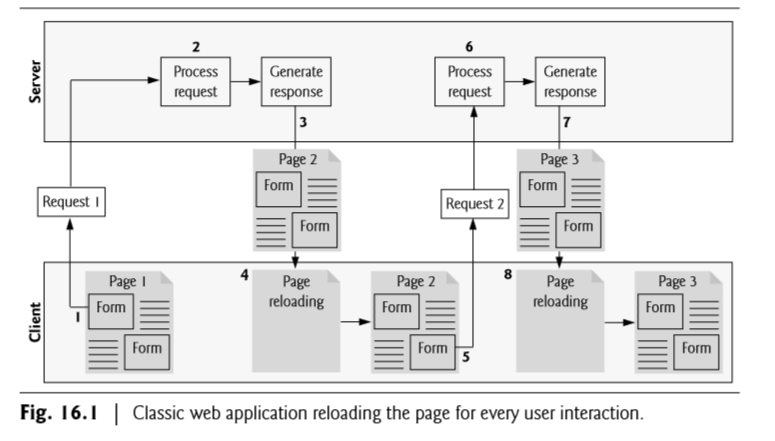 Server
2
Process
request
Generate
response
3
6
Process
request
Generate
response
7
Request 1
Page 2
Form
Form
Request 2
Page 3
Form
Form
Client
Page 1
1
Form
Form
4
Page
reloading
Page 2
Form
Form
5
8
Page
reloading
Page 3
Form
Form
Fig. 16.1 | Classic web application reloading the page for every user interaction.